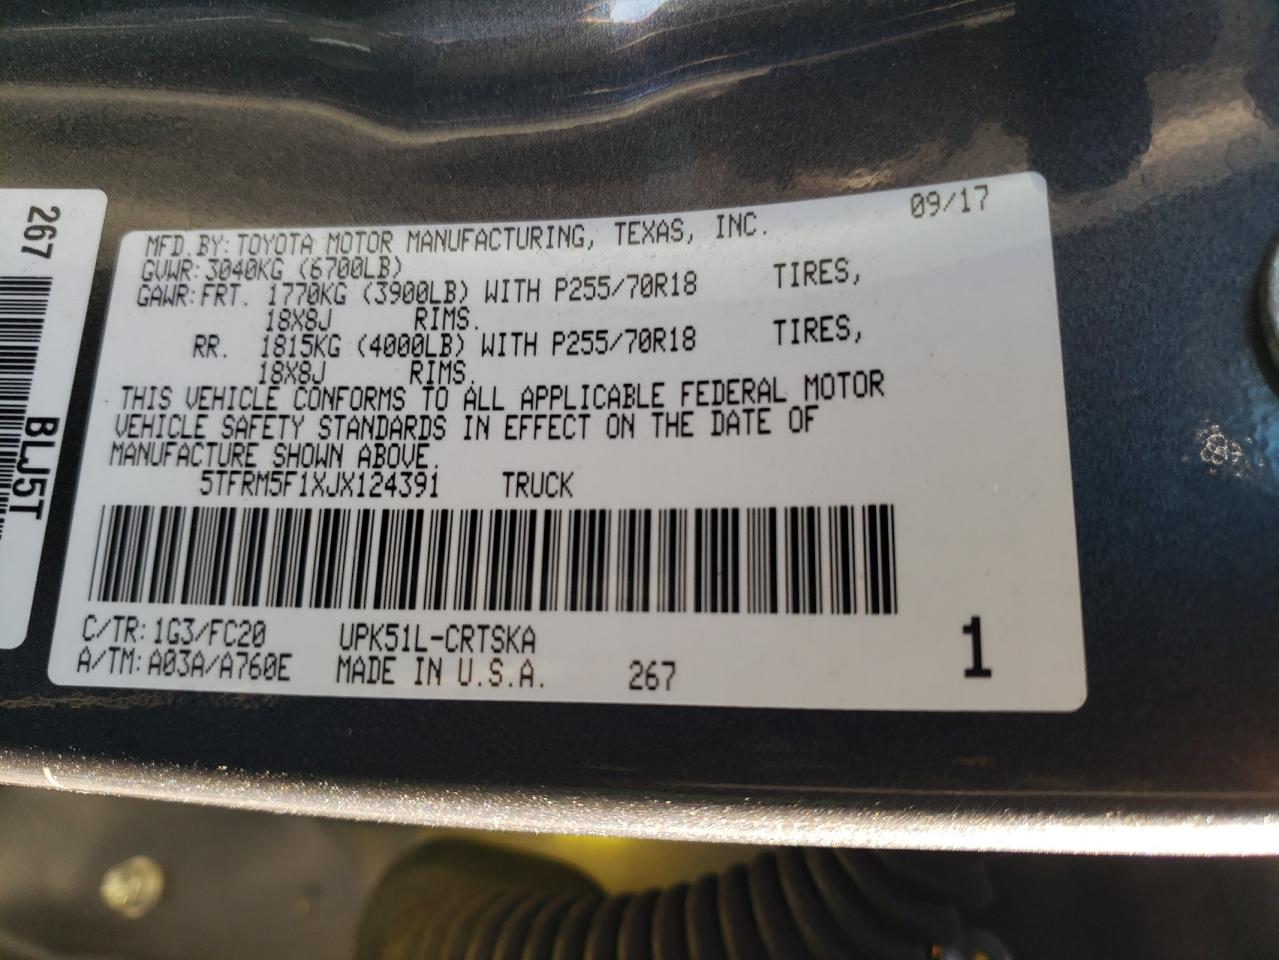 267
BLJ5T
09/17
MFD.BY: TOYOTA MOTOR MANUFACTURING, TEXAS, INC.
GVWR: 3040KG (6700LB)
GAWR: FRT. 1770KG (3900LB) WITH P255/70R18 TIRES,
18X8J RIMS.
RR. 1815KG (4000LB) WITH P255/70R18 TIRES,
18X8J RIMS.
THIS VEHICLE CONFORMS TO ALL APPLICABLE FEDERAL MOTOR
VEHICLE SAFETY STANDARDS IN EFFECT ON THE DATE OF
MANUFACTURE SHOWN ABOVE.
5TFRM5F1XJX124391 TRUCK
C/TR: 1G3/FC20 UPK51L-CRTSKA
A/TM: A03A/A760E MADE IN U.S.A. 267
1